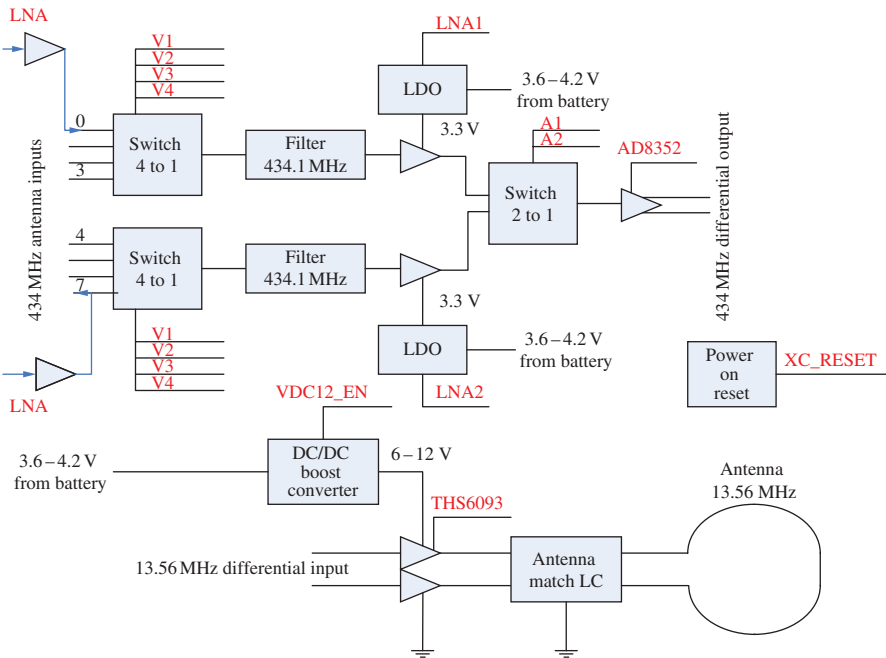 LNA
V1
V2
V3
V4
0
3
Switch
4 to 1
Filter
434.1 MHz
LNA1
LDO
3.6–4.2 V
from battery
3.3 V
A1
A2
Switch
2 to 1
AD8352
434 MHz antenna inputs
434 MHz differential output
4
7
Switch
4 to 1
Filter
434.1 MHz
3.3 V
LDO
3.6–4.2 V
from battery
LNA2
V1
V2
V3
V4
LNA
Power
on
reset
XC_RESET
VDC12_EN
3.6–4.2 V
from battery
DC/DC
boost
converter
6–12 V
THS6093
13.56 MHz differential input
Antenna
match LC
Antenna
13.56 MHz